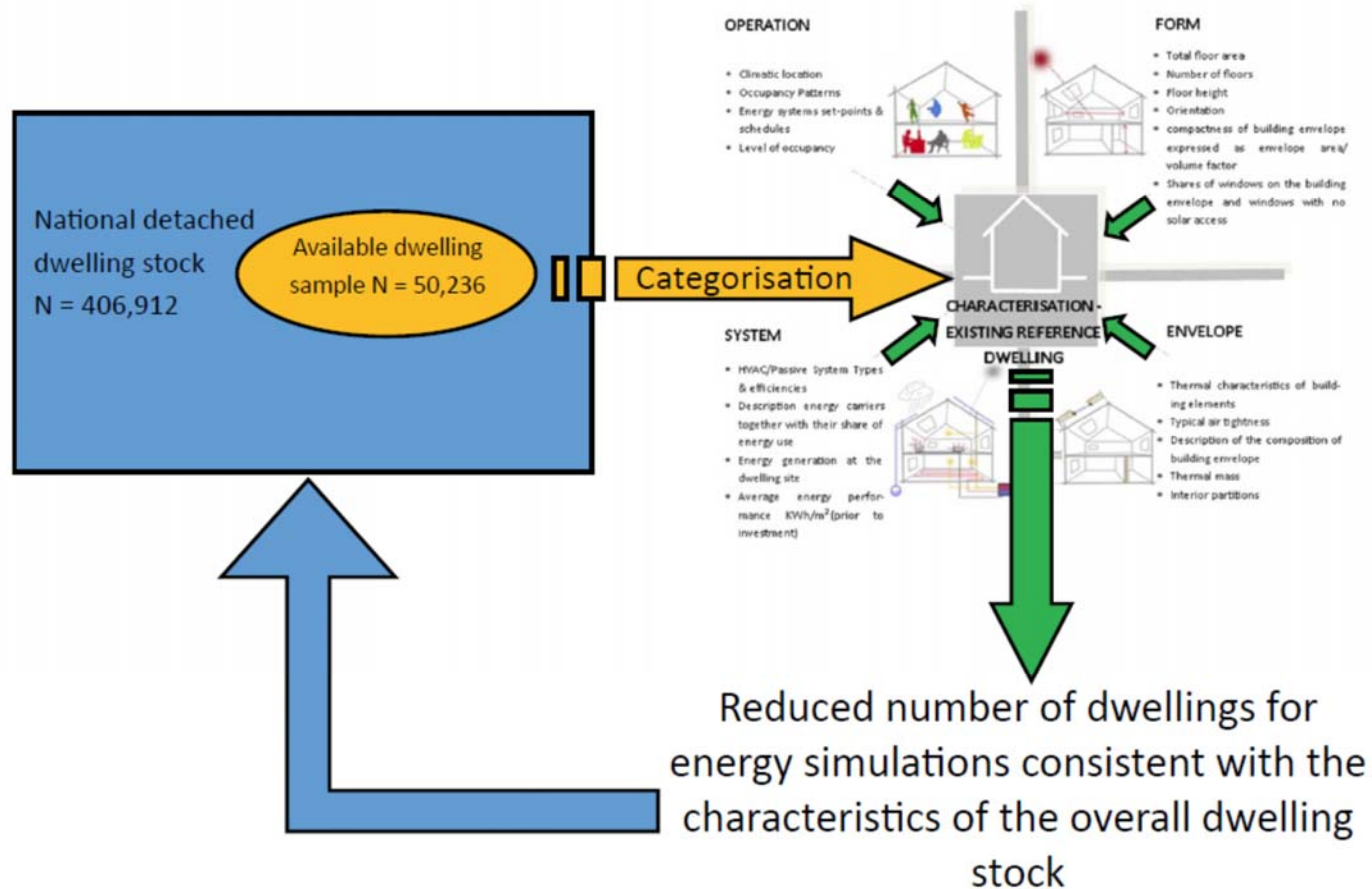 National detached
dwelling stock
N = 406,912
Available dwelling
sample N = 50,236
Categorisation
OPERATION
• Climatic location
• Occupancy Patterns
• Energy systems set-points &
schedules
• Level of occupancy
FORM
• Total floor area
• Number of floors
• Floor height
• Orientation
• compactness of building envelope
expressed as envelope area/
volume factor
• Shares of windows on the building
envelope and windows with no
solar access
CHARACTERISATION -
EXISTING REFERENCE
DWELLING
SYSTEM
• HVAC/Passive System Types
& efficiencies
• Description energy carriers
together with their share of
energy use
• Energy generation at the
dwelling site
• Average energy perfor-
mance KWh/m²(prior to
investment)
ENVELOPE
• Thermal characteristics of build-
ing elements
• Typical air tightness
• Description of the composition of
building envelope
• Thermal mass
• Interior partitions
Reduced number of dwellings for
energy simulations consistent with the
characteristics of the overall dwelling
stock